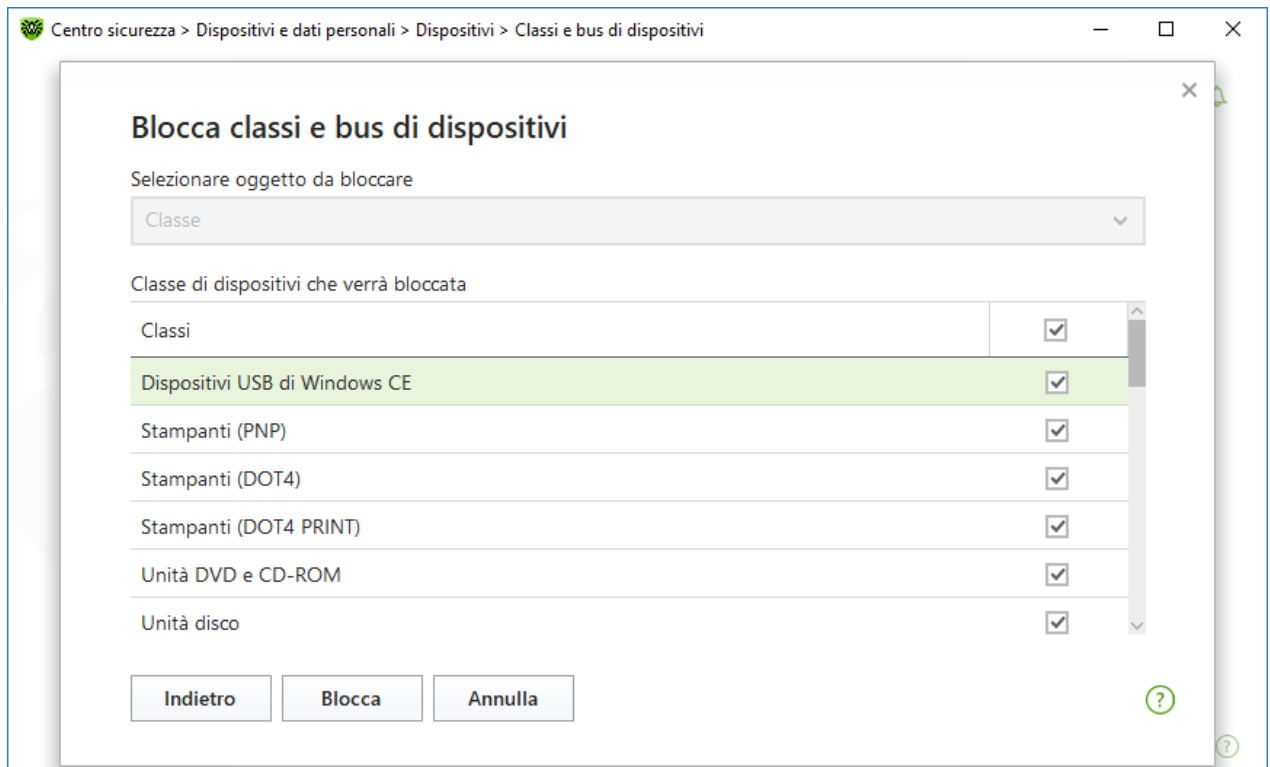 Centro sicurezza > Dispositivi e dati personali > Dispositivi > Classi e bus di dispositivi
Blocca classi e bus di dispositivi
Selezionare oggetto da bloccare
Classe
Classe di dispositivi che verrà bloccata
Classi
Dispositivi USB di Windows CE
Stampanti (PNP)
Stampanti (DOT4)
Stampanti (DOT4 PRINT)
Unità DVD e CD-ROM
Unità disco
Indietro Blocca Annulla